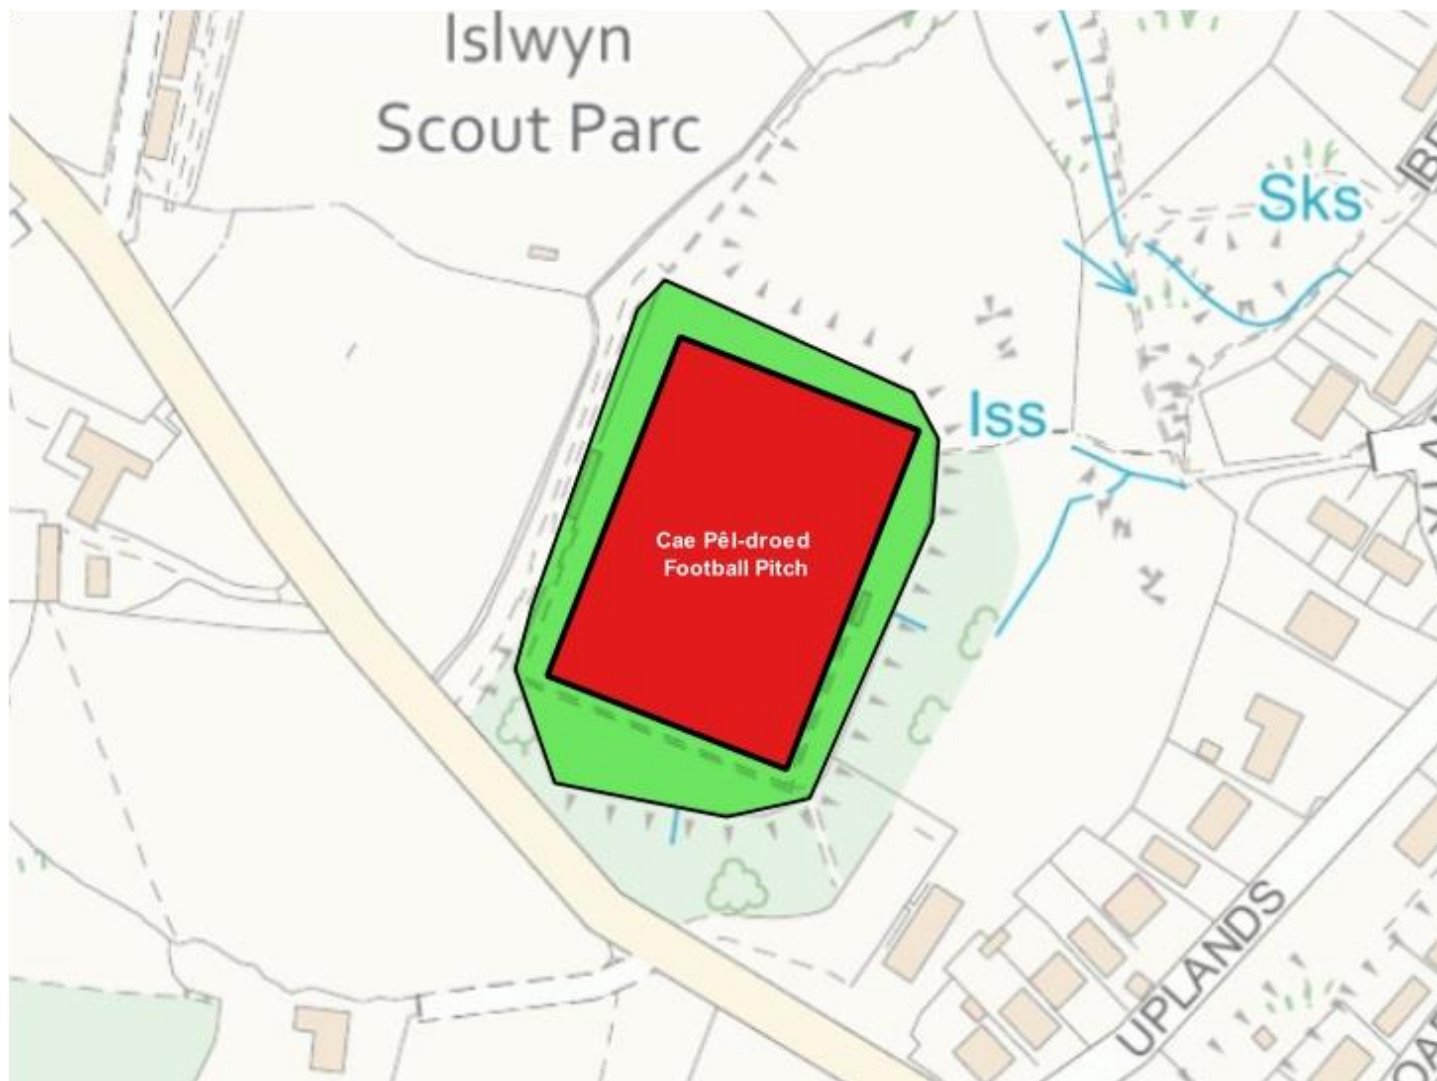 Islwyn
Scout Parc
Sks
Iss
Cae Pêl-droed
Football Pitch
UPLANDS